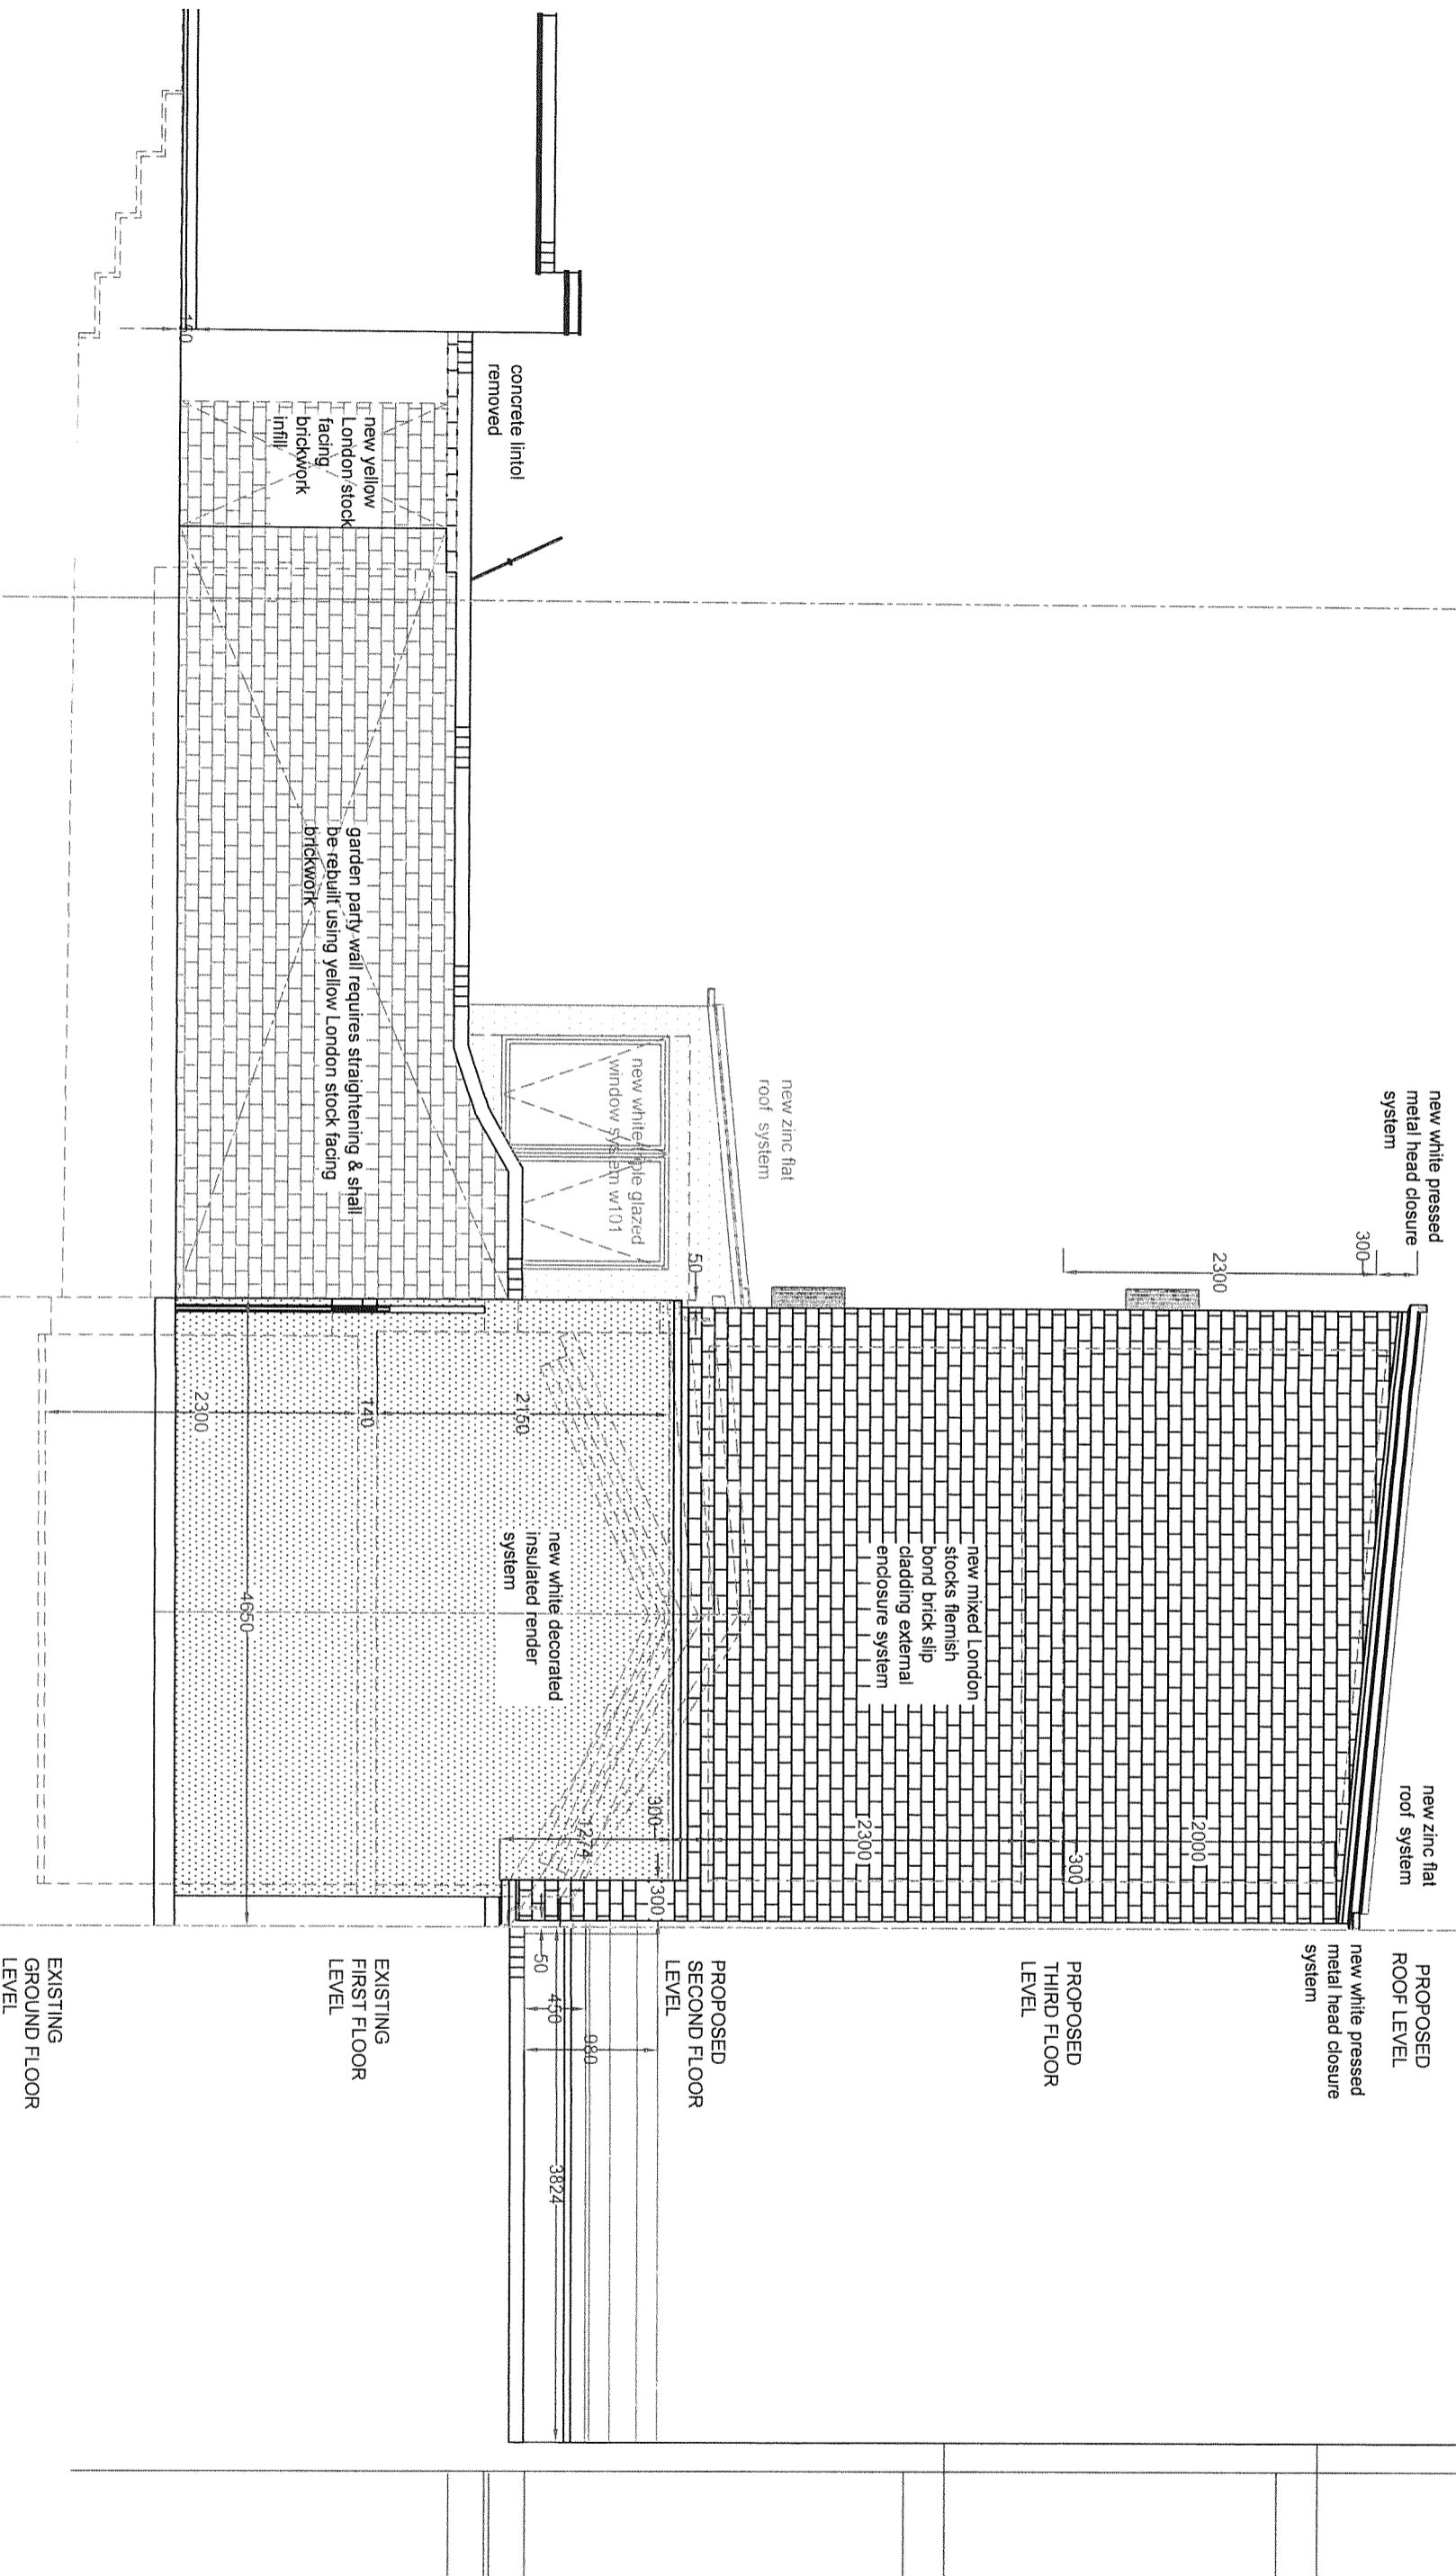 new white pressed
metal head closure
system
300
2300
new zinc flat
roof system
PROPOSED
ROOF LEVEL
new white pressed
metal head closure
system
2000
300
PROPOSED
THIRD FLOOR
LEVEL
new mixed London
stocks flemish
bond brick slip
cladding external
enclosure system
2300
new zinc flat
roof system
50
PROPOSED
SECOND FLOOR
LEVEL
300
300
new white triple glazed
window system w101
1274
980
450
50
3824
concrete lintol
removed
new white decorated
insulated render
system
2150
new yellow
London stock
facing
brickwork
infill
garden party wall requires straightening & shall
be rebuilt using yellow London stock facing
brickwork
140
EXISTING
FIRST FLOOR
LEVEL
4650
2300
EXISTING
GROUND FLOOR
LEVEL